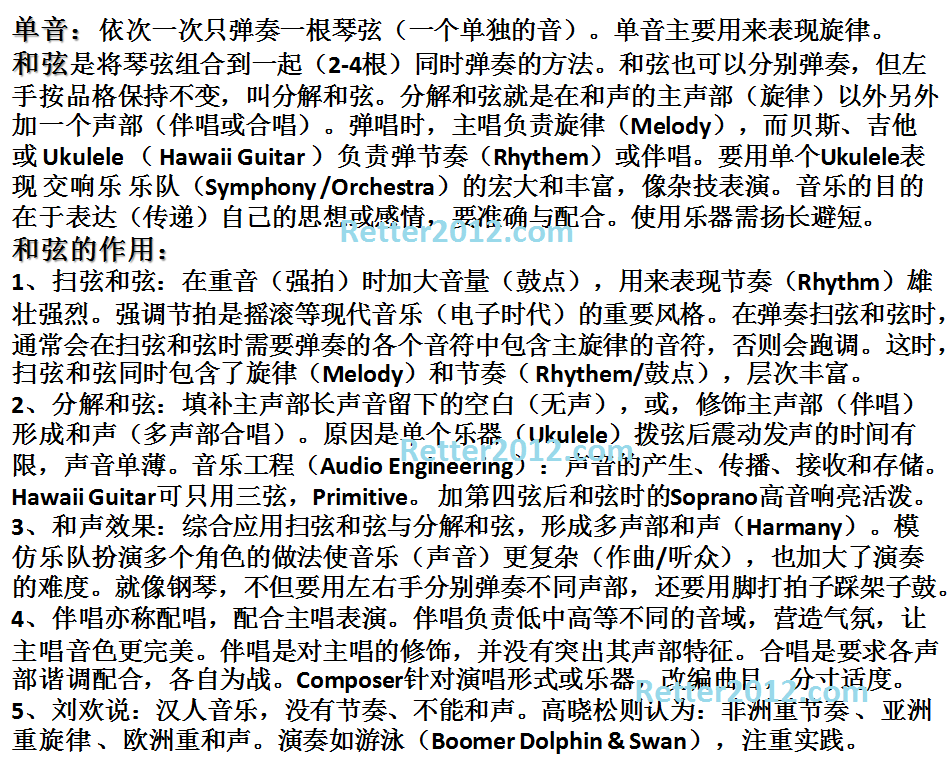 单音：依次一次只弹奏一根琴弦（一个单独的音）。单音主要用来表现旋律。
和弦是将琴弦组合到一起（2-4根）同时弹奏的方法。和弦也可以分别弹奏，但左
手按品格保持不变，叫分解和弦。分解和弦就是在和声的主声部（旋律）以外另外
加一个声部（伴唱或合唱）。弹唱时，主唱负责旋律（Melody），而贝斯、吉他
或 Ukulele （ Hawaii Guitar ）负责弹节奏（Rhythem）或伴唱。要用单个Ukulele表
现 交响乐 乐队（Symphony /Orchestra）的宏大和丰富，像杂技表演。音乐的目的
在于表达（传递）自己的思想或感情，要准确与配合。使用乐器需扬长避短。
Retter2012.com
和弦的作用：
1、扫弦和弦：在重音（强拍）时加大音量（鼓点），用来表现节奏（Rhythm）雄
壮强烈。强调节拍是摇滚等现代音乐（电子时代）的重要风格。在弹奏扫弦和弦时，
通常会在扫弦和弦时需要弹奏的各个音符中包含主旋律的音符，否则会跑调。这时，
扫弦和弦同时包含了旋律（Melody）和节奏（ Rhythem/鼓点），层次丰富。
2、分解和弦：填补主声部长声音留下的空白（无声），或，修饰主声部（伴唱）
形成和声（多声部合唱）。原因是单个乐器（Ukulele）拨弦后震动发声的时间有
Retter2012.com
限，声音单薄。音乐工程（Audio Engineering）：声音的产生、传播、接收和存储。
Hawaii Guitar可只用三弦，Primitive。 加第四弦后和弦时的Soprano高音响亮活泼。
3、和声效果：综合应用扫弦和弦与分解和弦，形成多声部和声（Harmany）。模
仿乐队扮演多个角色的做法使音乐（声音）更复杂（作曲/听众），也加大了演奏
的难度。就像钢琴，不但要用左右手分别弹奏不同声部，还要用脚打拍子踩架子鼓。
4、伴唱亦称配唱，配合主唱表演。伴唱负责低中高等不同的音域，营造气氛，让
主唱音色更完美。伴唱是对主唱的修饰，并没有突出其声部特征。合唱是要求各声
部谐调配合，各自为战。Composer针对演唱形式或乐器，改编曲目，分寸适度。
Retter2012.com
5、刘欢说：汉人音乐，没有节奏、不能和声。高晓松则认为：非洲重节奏 、亚洲
重旋律 、欧洲重和声。演奏如游泳（Boomer Dolphin & Swan），注重实践。